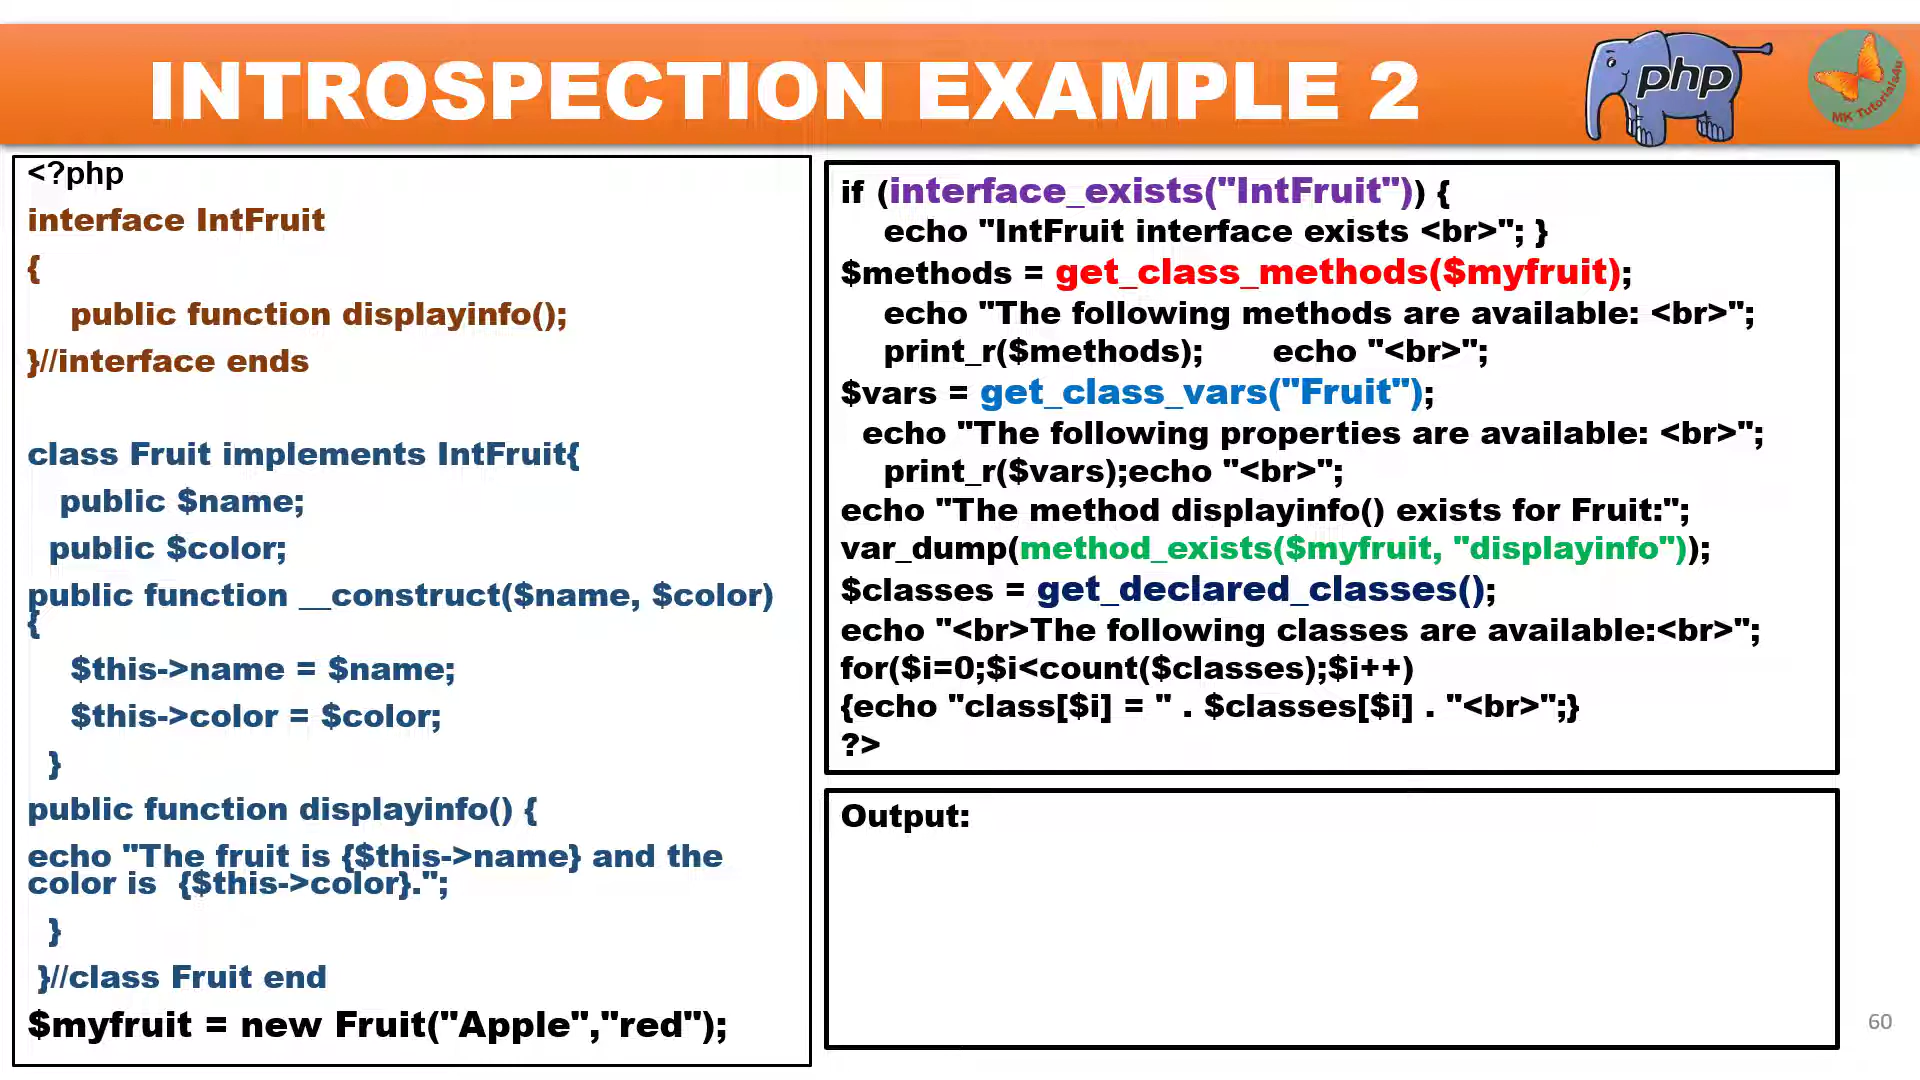 INTROSPECTION EXAMPLE 2
php
MK Tutorials4u
<?php
interface IntFruit
{
public function displayinfo();
}//interface ends
class Fruit implements IntFruit{
public $name;
public $color;
public function __construct($name, $color)
{
$this->name = $name;
$this->color = $color;
}
public function displayinfo() {
echo "The fruit is {$this->name} and the
color is  {$this->color}.";
}
}//class Fruit end
$myfruit = new Fruit("Apple","red");
if (interface_exists("IntFruit")) {
echo "IntFruit interface exists <br>"; }
$methods = get_class_methods($myfruit);
echo "The following methods are available: <br>";
print_r($methods);      echo "<br>";
$vars = get_class_vars("Fruit");
echo "The following properties are available: <br>";
print_r($vars);echo "<br>";
echo "The method displayinfo() exists for Fruit:";
var_dump(method_exists($myfruit, "displayinfo"));
$classes = get_declared_classes();
echo "<br>The following classes are available:<br>";
for($i=0;$i<count($classes);$i++)
{echo "class[$i] = " . $classes[$i] . "<br>";}
?>
Output:
60